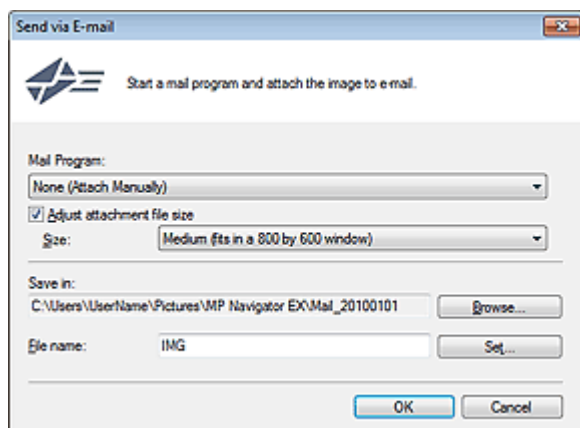 Send via E-mail
Start a mail program and attach the image to e-mail.
Mail Program:
None (Attach Manually)
Adjust attachment file size
Size: Medium (fits in a 800 by 600 window)
Save in:
C:\Users\UserName\Pictures\MP Navigator EX\Mail_20100101 Browse...
File name: IMG Set...
OK Cancel